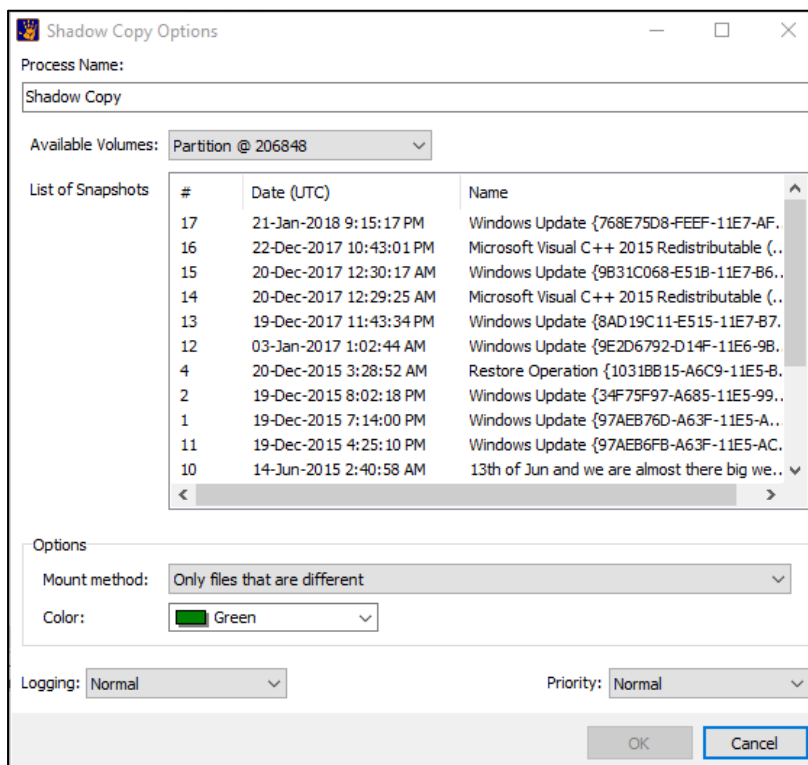 Shadow Copy Options
Process Name:
Shadow Copy
Available Volumes: Partition @ 206848
List of Snapshots # Date (UTC) Name
17 21-Jan-2018 9:15:17 PM Windows Update {768E75D8-FEEF-11E7-AF..
16 22-Dec-2017 10:43:01 PM Microsoft Visual C++ 2015 Redistributable (..
15 20-Dec-2017 12:30:17 AM Windows Update {9B31C068-E51B-11E7-B6..
14 20-Dec-2017 12:29:25 AM Microsoft Visual C++ 2015 Redistributable (..
13 19-Dec-2017 11:43:34 PM Windows Update {8AD19C11-E515-11E7-B7..
12 03-Jan-2017 1:02:44 AM Windows Update {9E2D6792-D14F-11E6-9B..
4 20-Dec-2015 3:28:52 AM Restore Operation {1031BB15-A6C9-11E5-B..
2 19-Dec-2015 8:02:18 PM Windows Update {34F75F97-A685-11E5-99..
1 19-Dec-2015 7:14:00 PM Windows Update {97AEB76D-A63F-11E5-A...
11 19-Dec-2015 4:25:10 PM Windows Update {97AEB6FB-A63F-11E5-AC..
10 14-Jun-2015 2:40:58 AM 13th of Jun and we are almost there big we..
Options
Mount method: Only files that are different
Color: Green
Logging: Normal Priority: Normal
OK Cancel